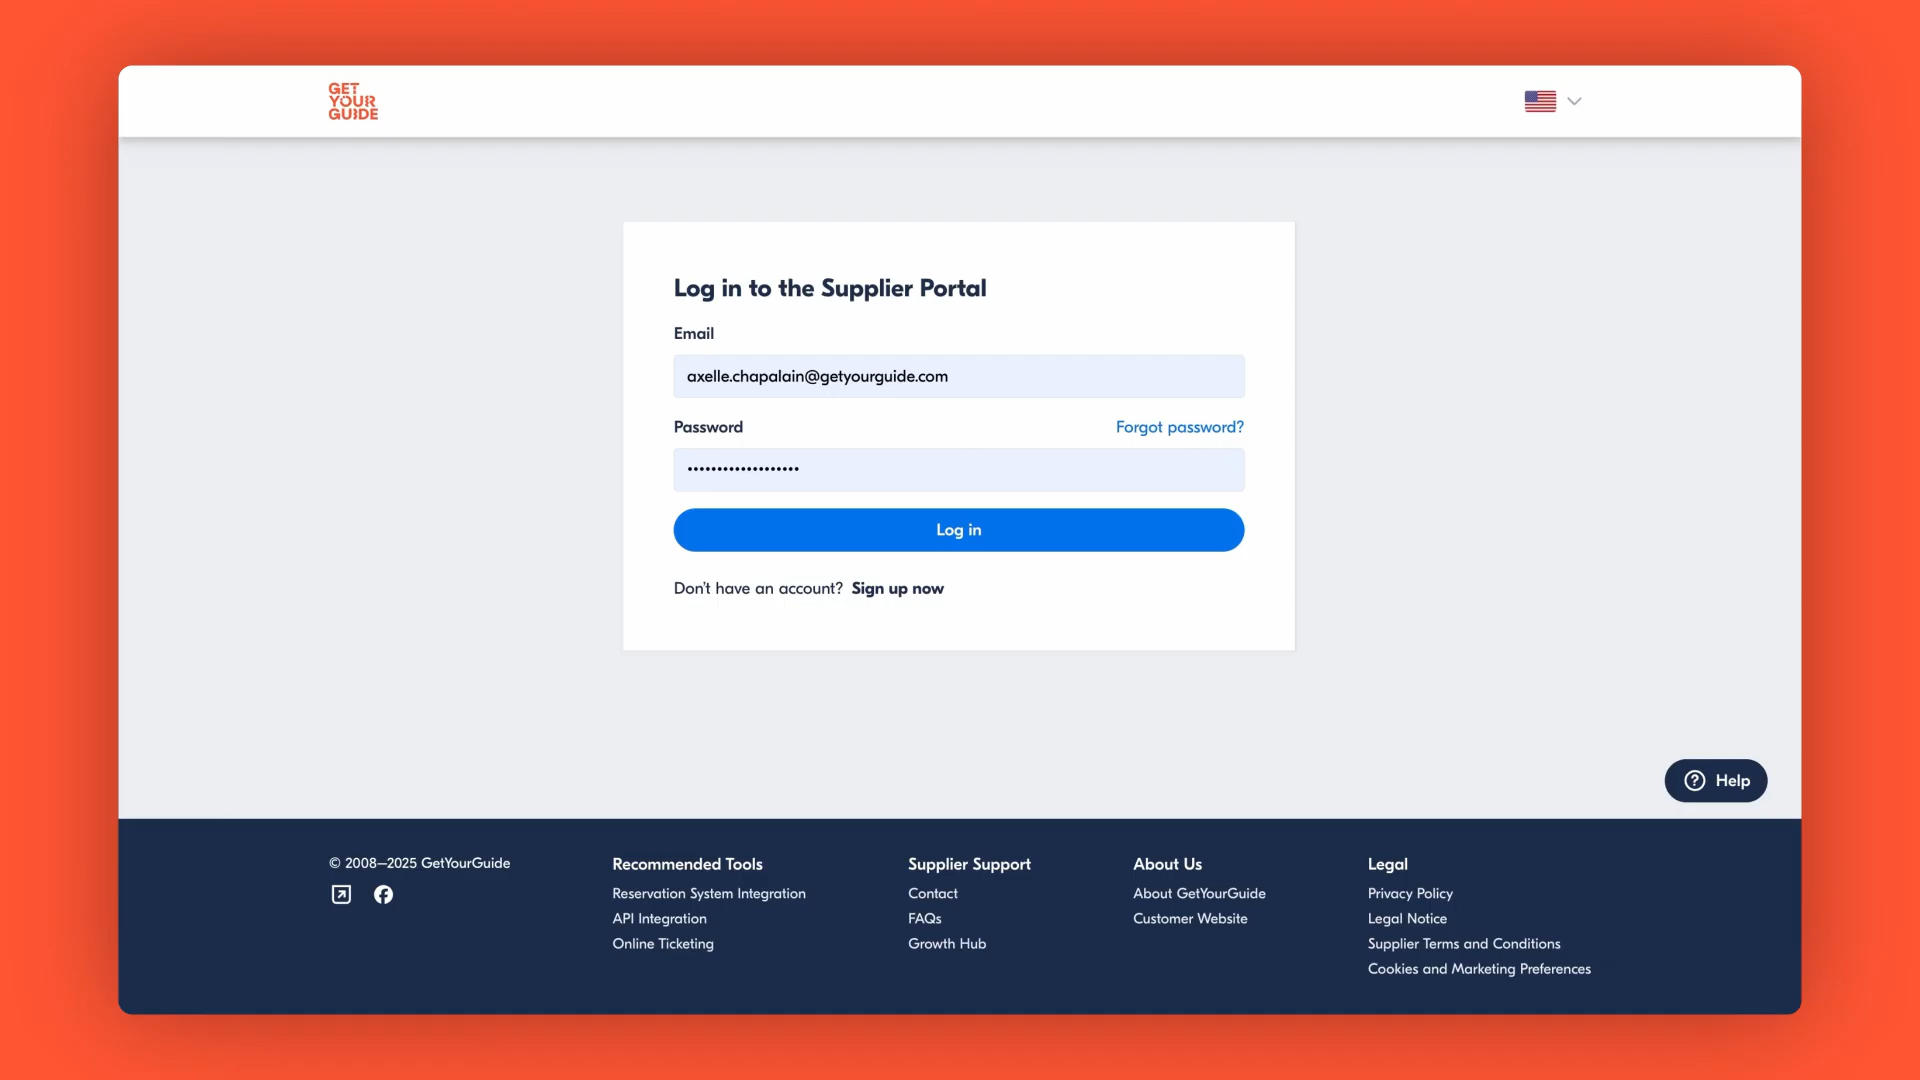 GET
YOUR
GUIDE
Log in to the Supplier Portal
Email
axelle.chapalain@getyourguide.com
Password
Forgot password?
•••••••••••••••••••
Log in
Don't have an account? Sign up now
Help
© 2008–2025 GetYourGuide
Recommended Tools
Reservation System Integration
API Integration
Online Ticketing
Supplier Support
Contact
FAQs
Growth Hub
About Us
About GetYourGuide
Customer Website
Legal
Privacy Policy
Legal Notice
Supplier Terms and Conditions
Cookies and Marketing Preferences